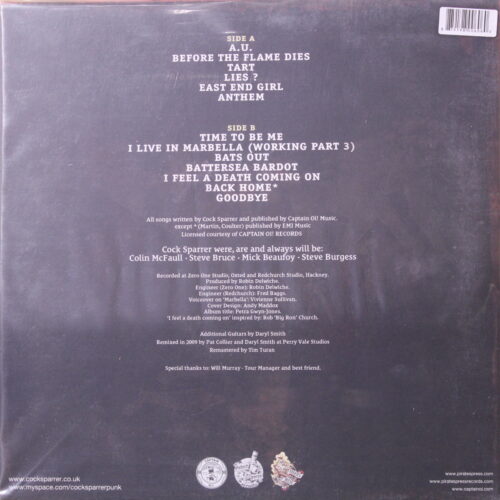 SIDE A
A.U.
BEFORE THE FLAME DIES
TART
LIES ?
EAST END GIRL
ANTHEM
SIDE B
TIME TO BE ME
I LIVE IN MARBELLA (WORKING PART 3)
BATS OUT
BATTERSEA BARDOT
I FEEL A DEATH COMING ON
BACK HOME*
GOODBYE
All songs written by Cock Sparrer and published by Captain Oi! Music.
except * (Martin, Coulter) published by EMI Music
Licensed courtesy of CAPTAIN OI! RECORDS
Cock Sparrer were, are and always will be:
Colin McFaull - Steve Bruce - Mick Beaufoy - Steve Burgess
Recorded at Zero One Studio, Osted and Redchurch Studio, Hackney.
Produced by Robin Delwiche.
Engineer (Zero One): Robin Delwiche.
Engineer (Redchurch): Fred Baggs.
Voiceover on 'Marbella': Vivienne Sullivan.
Cover Design: Andy Maddox
Album title: Petra Gwyn-Jones.
'I feel a death coming on' inspired by: Rob 'Big Ron' Church.
Additional Guitars by Daryl Smith
Remixed in 2009 by Pat Collier and Daryl Smith at Perry Vale Studios
Remastered by Tim Turan
Special thanks to: Will Murray - Tour Manager and best friend.
www.cocksparrer.co.uk
www.myspace.com/cocksparrerpunk
www.piratespress.com
www.piratespressrecords.com
www.captainoi.com